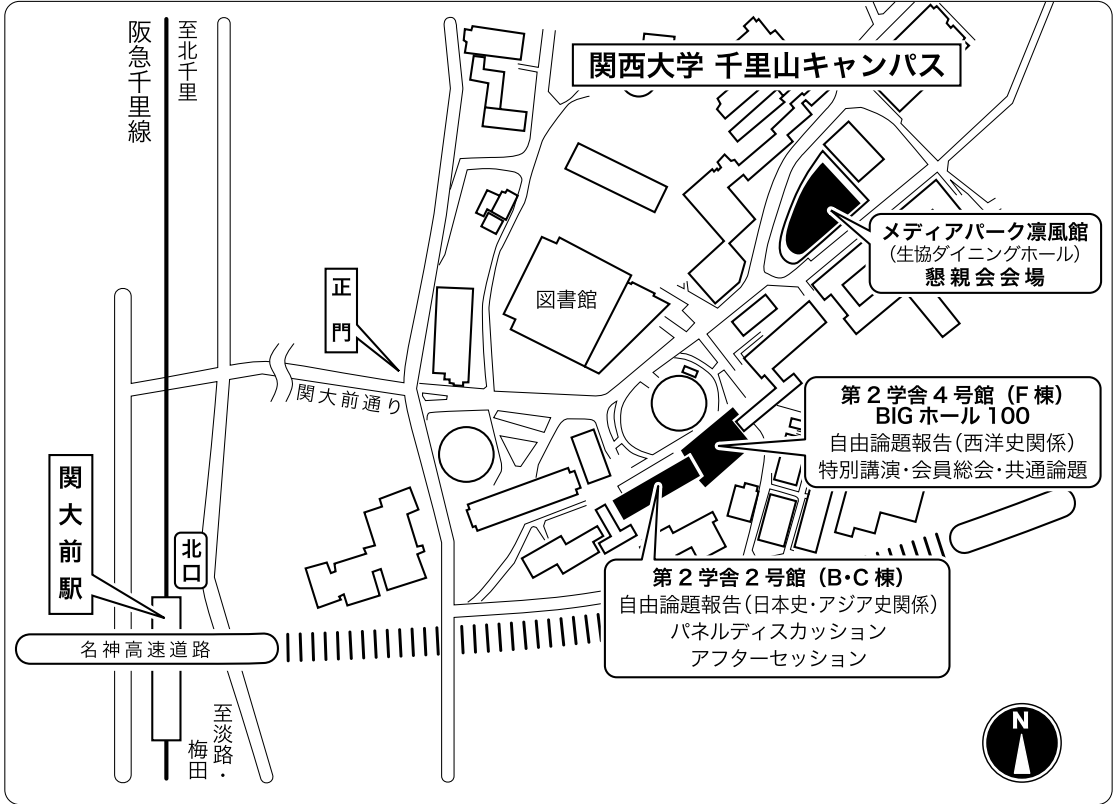 関西大学 千里山キャンパス
至北千里
阪急千里線
メディアパーク凛風館
(生協ダイニングホール)
懇親会会場
正門
図書館
関大前通り
第2学舎4号館(F棟)
BIGホール100
自由論題報告(西洋史関係)
特別講演・会員総会・共通論題
関大前駅
北口
第2学舎2号館(B・C棟)
自由論題報告(日本史・アジア史関係)
パネルディスカッション
アフターセッション
名神高速道路
至淡路・
梅田
N